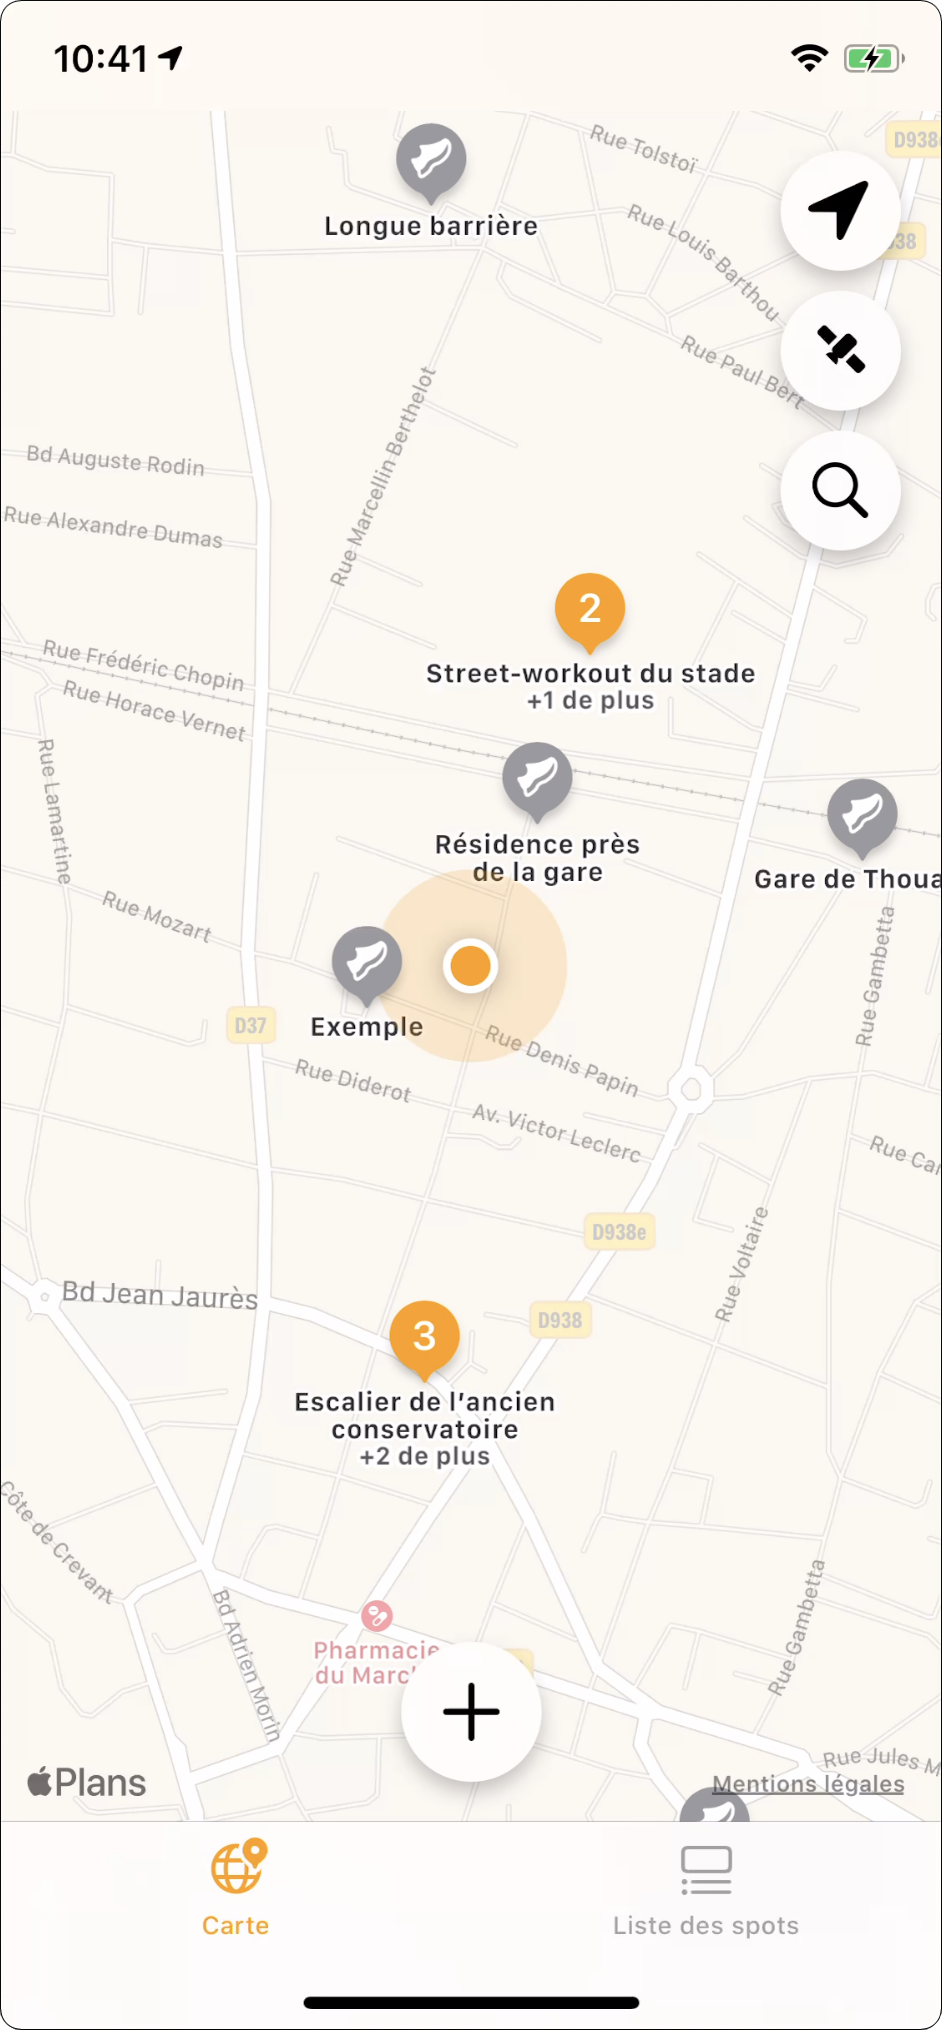 10:41
Rue Tolstoï
D938
Longue barrière
Rue Louis Barthou
38
Rue Paul Bert
Rue Marcellin Berthelot
Bd Auguste Rodin
Rue Alexandre Dumas
2
Street-workout du stade
+1 de plus
Rue Frédéric Chopin
Rue Horace Vernet
Rue Lamartine
Résidence près
de la gare
Gare de Thoua
Rue Mozart
Rue Gambetta
Exemple
D37
Rue Denis Papin
Rue Diderot
Av. Victor Leclerc
Rue Car
D938e
Rue Voltaire
Bd Jean Jaurès
D938
3
Escalier de l'ancien
conservatoire
+2 de plus
Côte de Crevant
Bd Adrien Morin
Rue Gambetta
Pharmacie
du Marc
Rue Jules M
Plans
Mentions légales
Carte
Liste des spots